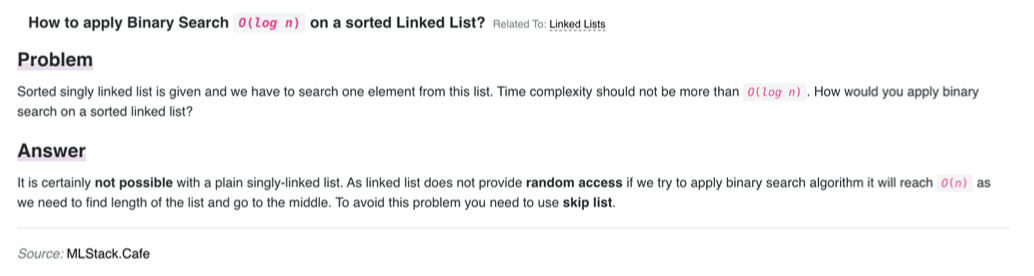 How to apply Binary Search O(log n) on a sorted Linked List? Related To: Linked Lists
Problem
Sorted singly linked list is given and we have to search one element from this list. Time complexity should not be more than O(log n) . How would you apply binary
search on a sorted linked list?
Answer
It is certainly not possible with a plain singly-linked list. As linked list does not provide random access if we try to apply binary search algorithm it will reach O(n) as
we need to find length of the list and go to the middle. To avoid this problem you need to use skip list.
Source: MLStack.Cafe